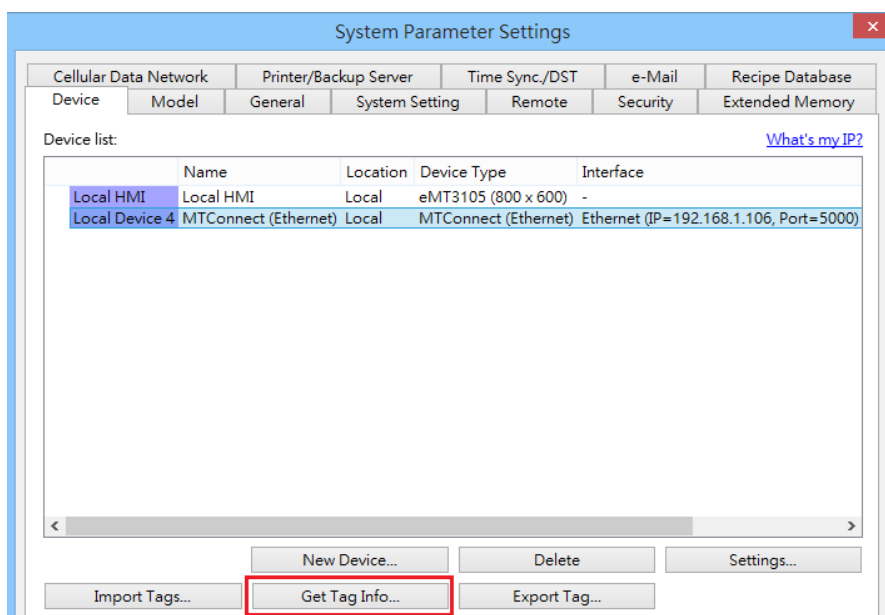 System Parameter Settings
Cellular Data Network Printer/Backup Server Time Sync./DST e-Mail Recipe Database
Device Model General System Setting Remote Security Extended Memory
Device list: What's my IP?
Name Location Device Type Interface
Local HMI Local HMI Local eMT3105 (800 x 600) -
Local Device 4 MTConnect (Ethernet) Local MTConnect (Ethernet) Ethernet (IP=192.168.1.106, Port=5000)
New Device... Delete Settings...
Import Tags... Get Tag Info... Export Tag...